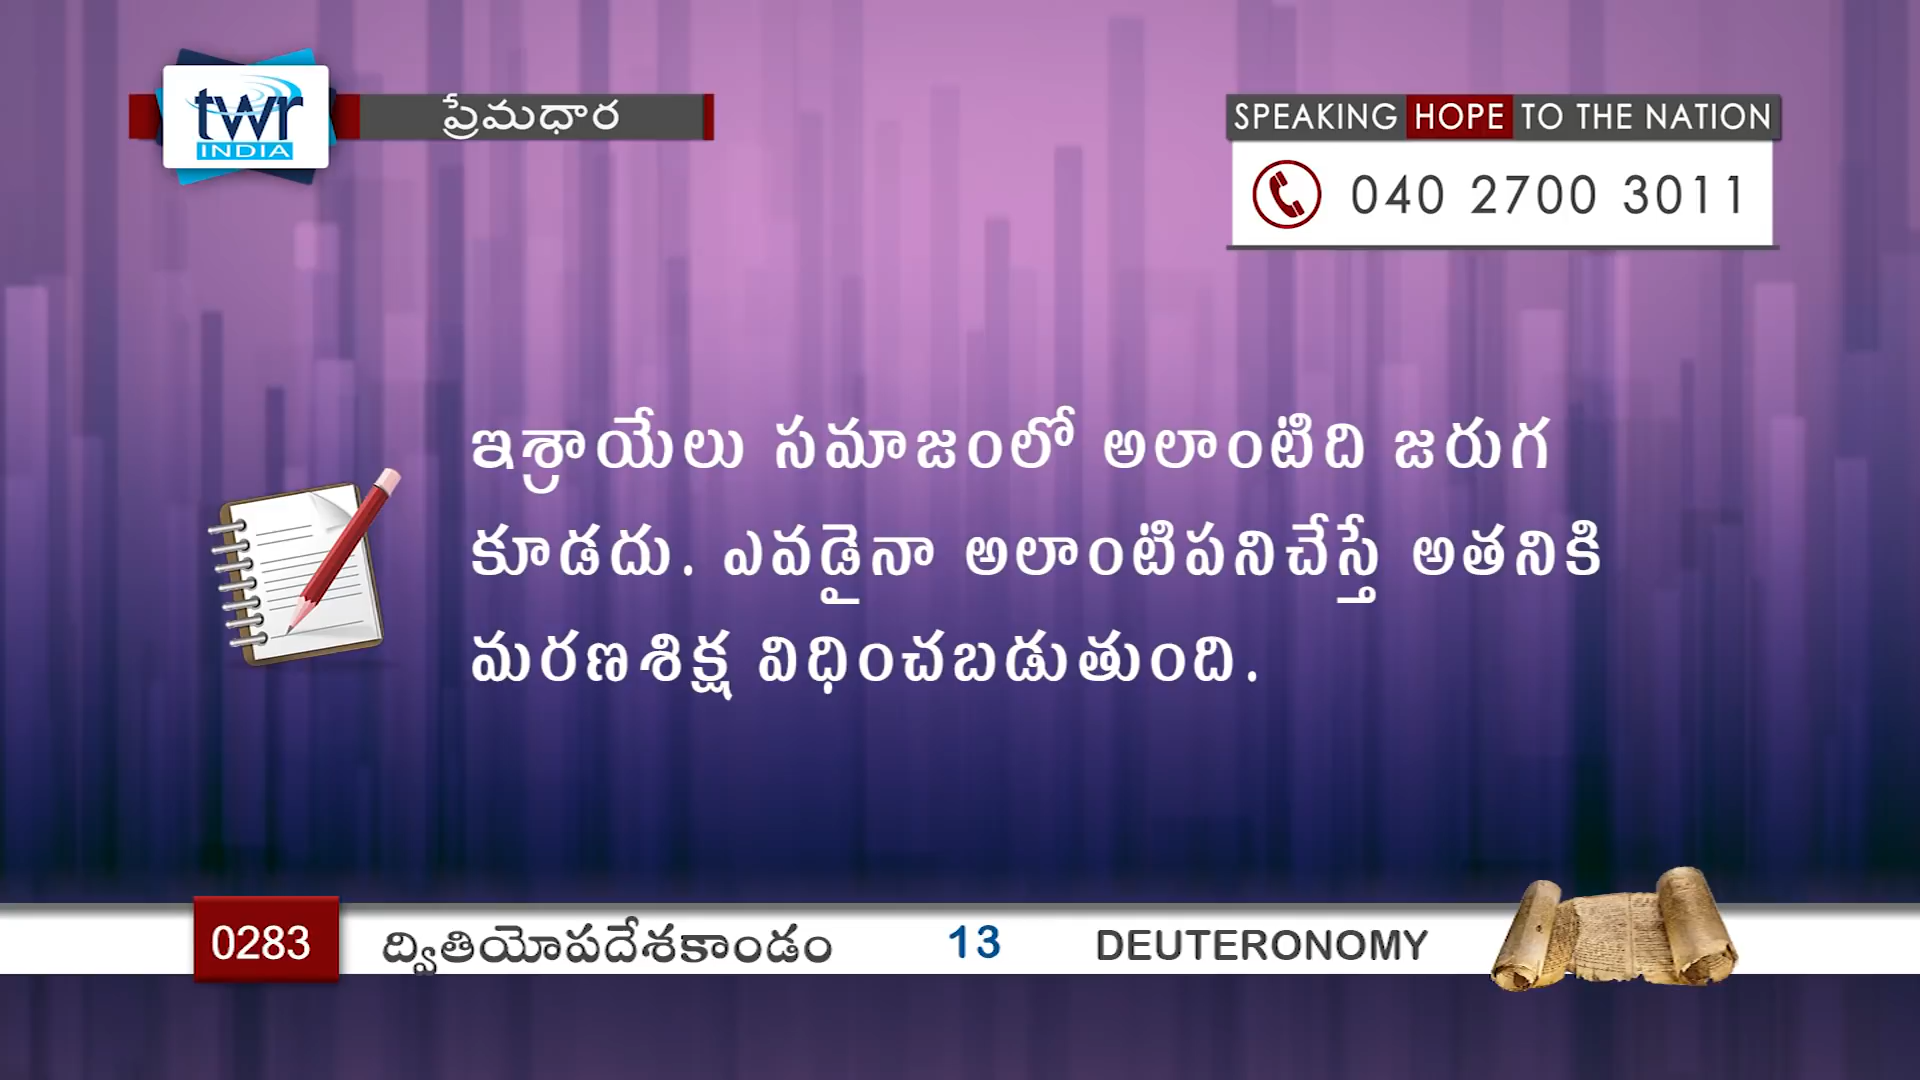 twr
INDIA
ప్రేమధార
SPEAKING HOPE TO THE NATION
040 2700 3011
ఇశ్రాయేలు సమాజంలో అలాంటిది జరుగ
కూడదు. ఎవడైనా అలాంటిపనిచేస్తే అతనికి
మరణశిక్ష విధించబడుతుంది.
0283 ద్వితియోపదేశకాండం 13 DEUTERONOMY